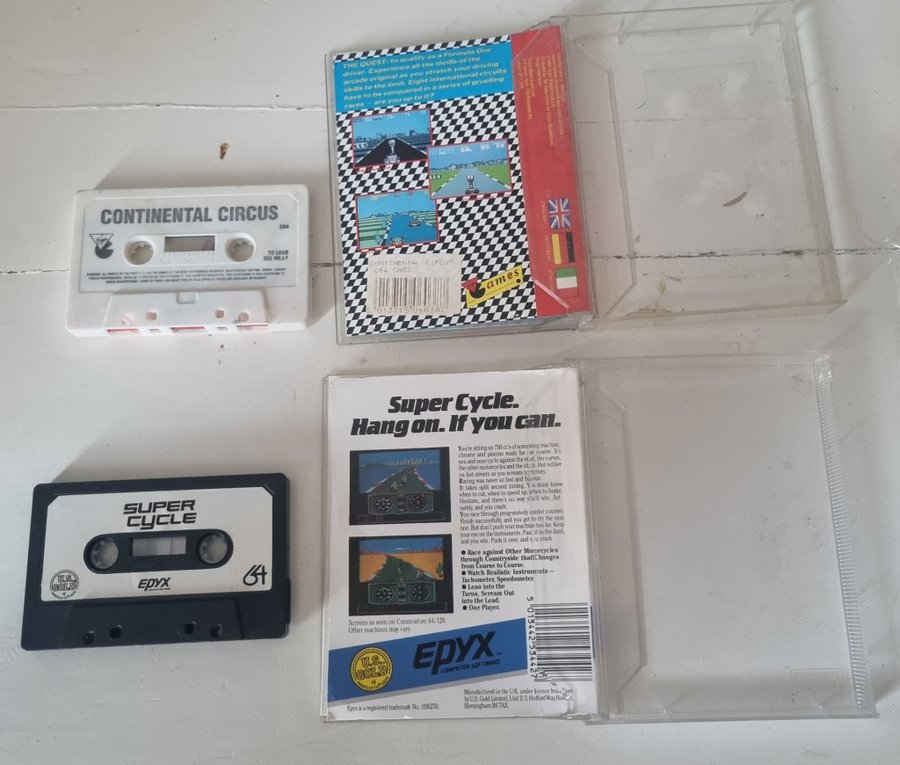 THE QUEST: to qualify as a Formula One
driver. Experience all the thrills of the
arcade original as you stretch your driving
skills to the limit. Eight international circuits
have to be conquered in a series of gruelling
races – are you up to it?
CONTINENTAL CIRCUS
C64 CASS
Games
CONTINENTAL CIRCUS
C64
TO LOAD
SEE INLAY
Super Cycle.
Hang on. If you can.
You're sitting on 750 cc's of screaming machine,
chrome and pistons ready for the course. It's
you and your cycle against the road, the curves,
the other motorcycles and the clock. Hot rubber
on hot streets as you scream to victory.
Racing was never so fast and furious.
It takes split second timing. You must know
when to cut, when to speed up, when to brake.
Hesitate, and there's no way you'll win. Act
rashly, and you crash.
You race through progressively harder courses.
Finish successfully, and you get to try the next
one. But don't push your machine too far. Keep
your eye on the instruments. Push it to the limit,
and you win. Push it over, and you crash.
● Race against Other Motorcycles
through Countryside that Changes
from Course to Course.
● Watch Realistic Instruments –
Tachometer, Speedometer
● Lean into the
Turns, Scream Out
into the Lead.
● One Player.
Screens as seen on Commodore 64/128.
Other machines may vary.
5 013442 534427
U.S.
GOLD
EPYX
COMPUTER SOFTWARE
Epyx is a registered trademark No. 1195270.
Manufactured in the U.K. under licence from Epyx
by U.S. Gold Limited, Unit 2/3, Holford Way, Holford,
Birmingham B6 7AX.
SUPER
CYCLE
U.S.
GOLD
EPYX
64